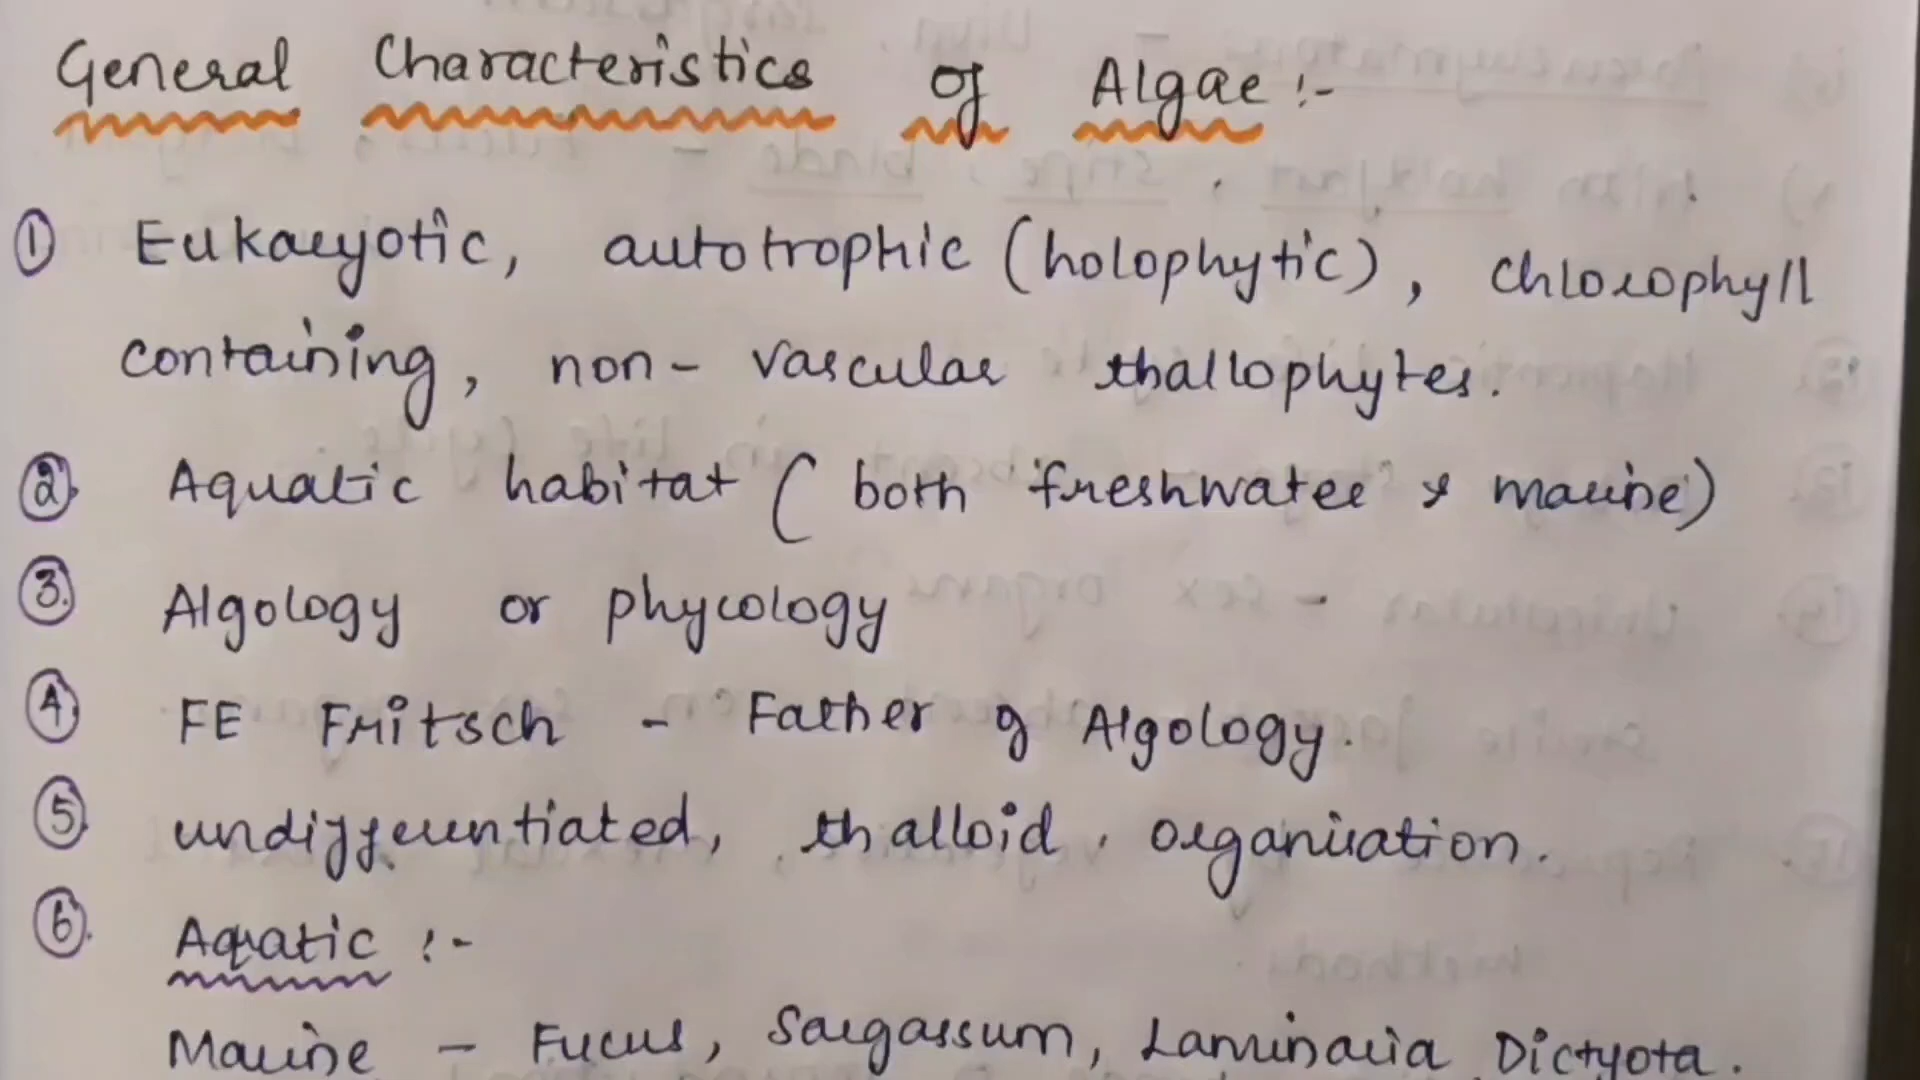 General Characteristics of Algae :-
① Eukaryotic, autotrophic (holophytic), Chlorophyll
containing, non-vascular thallophytes.
②. Aquatic habitat (both freshwater & marine)
③. Algology or phycology -
④ FE Fritsch - Father of Algology.
⑤. undifferentiated, thalloid, organisation.
⑥. Aquatic :-
Marine - Fucus, Sargassum, Laminaria Dictyota.